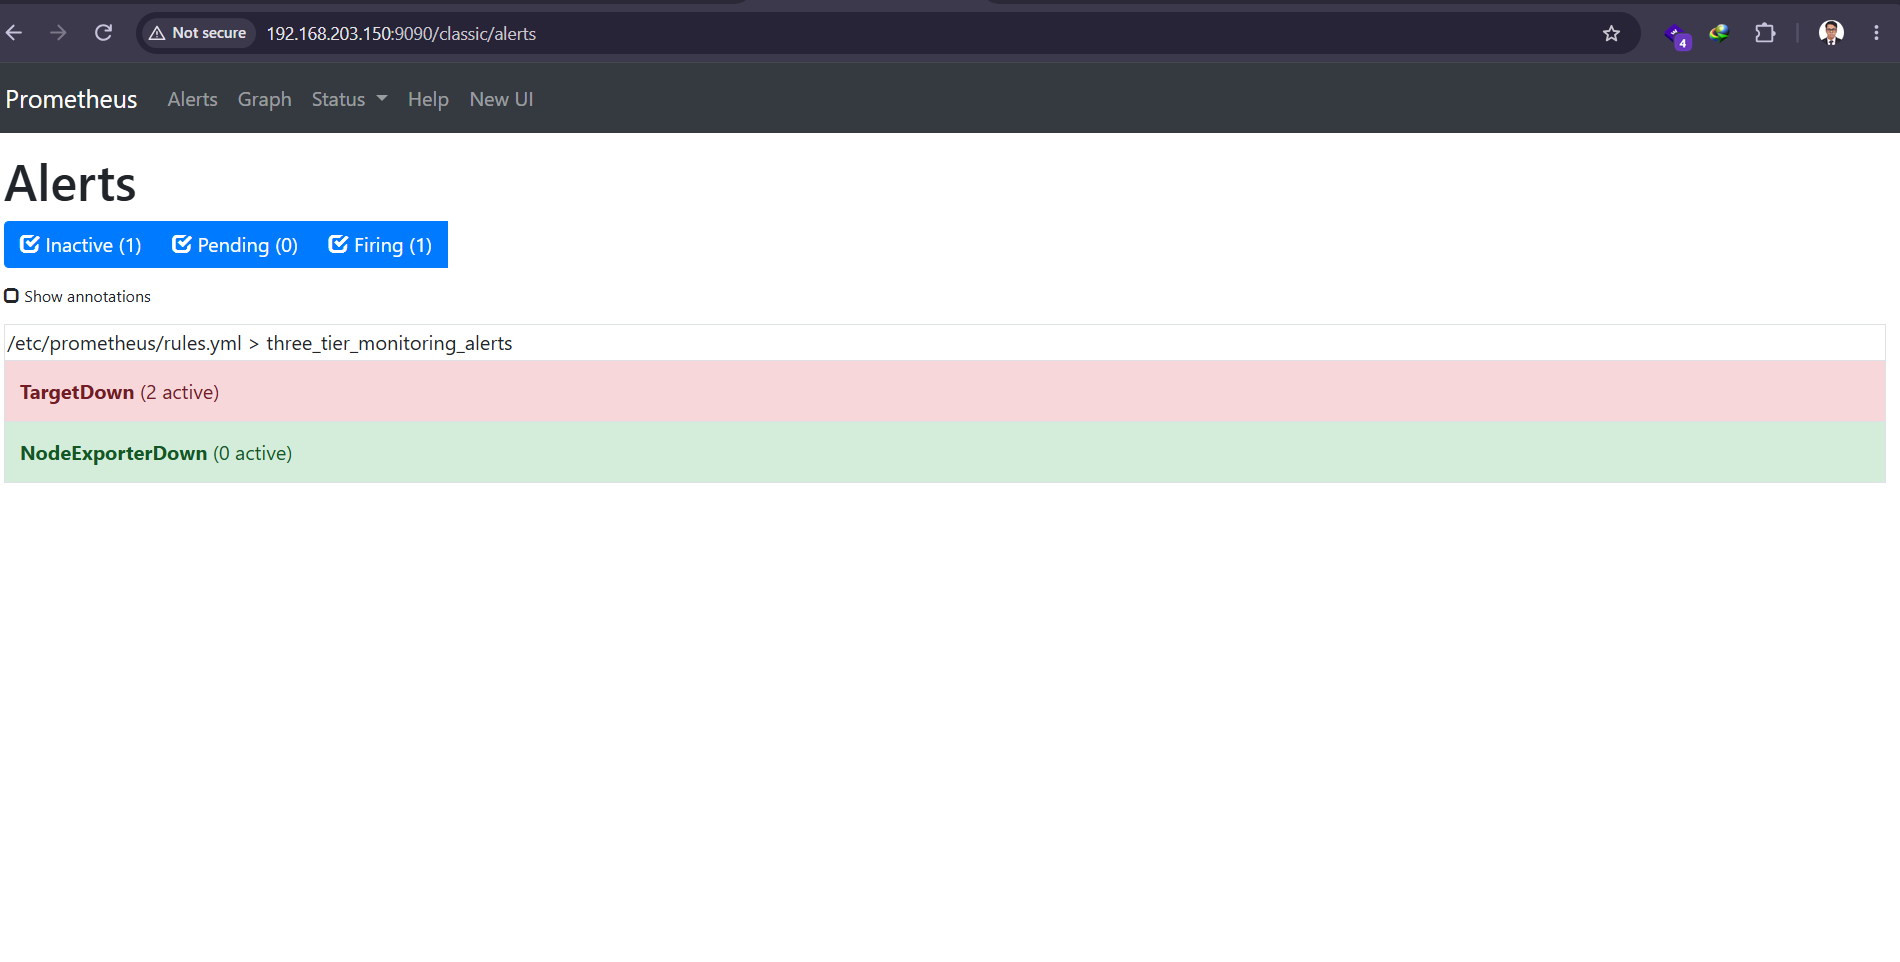 Not secure 192.168.203.150:9090/classic/alerts 4
Prometheus Alerts Graph Status Help New UI
Alerts
Inactive (1) Pending (0) Firing (1)
Show annotations
/etc/prometheus/rules.yml > three_tier_monitoring_alerts
TargetDown (2 active)
NodeExporterDown (0 active)